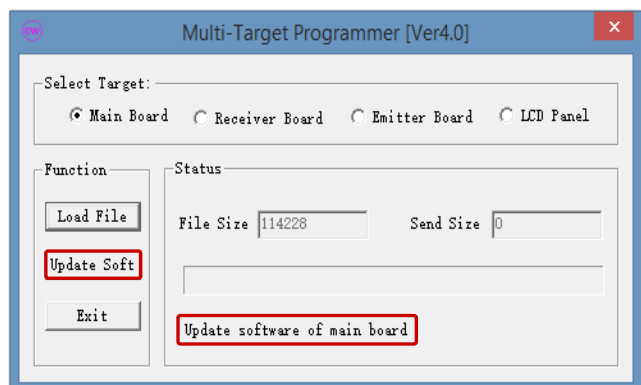 CW
Multi-Target Programmer [Ver4.0]
Select Target:
Main Board Receiver Board Emitter Board LCD Panel
Function
Status
Load File
File Size 114228 Send Size 0
Update Soft
Exit
Update software of main board